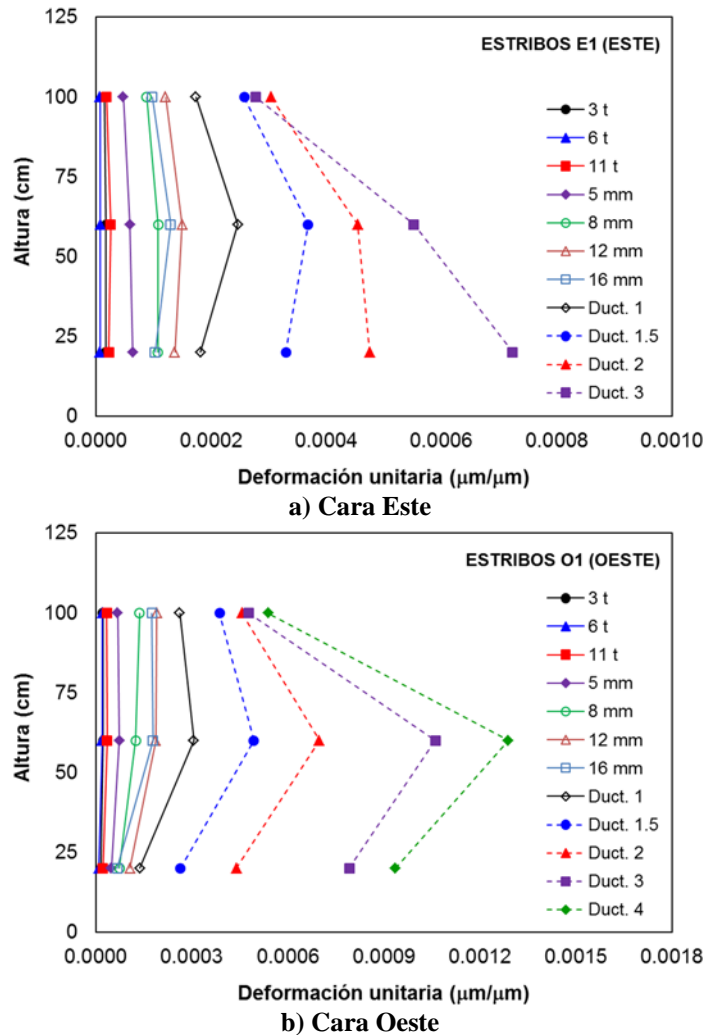 125
ESTRIBOS E1 (ESTE)
100
75
50
25
0
Altura (cm)
3 t
6 t
11 t
5 mm
8 mm
12 mm
16 mm
Duct. 1
Duct. 1.5
Duct. 2
Duct. 3
0.0000 0.0002 0.0004 0.0006 0.0008 0.0010
Deformación unitaria (μm/μm)
a) Cara Este
125
ESTRIBOS O1 (OESTE)
100
75
50
25
0
Altura (cm)
3 t
6 t
11 t
5 mm
8 mm
12 mm
16 mm
Duct. 1
Duct. 1.5
Duct. 2
Duct. 3
Duct. 4
0.0000 0.0003 0.0006 0.0009 0.0012 0.0015 0.0018
Deformación unitaria (μm/μm)
b) Cara Oeste